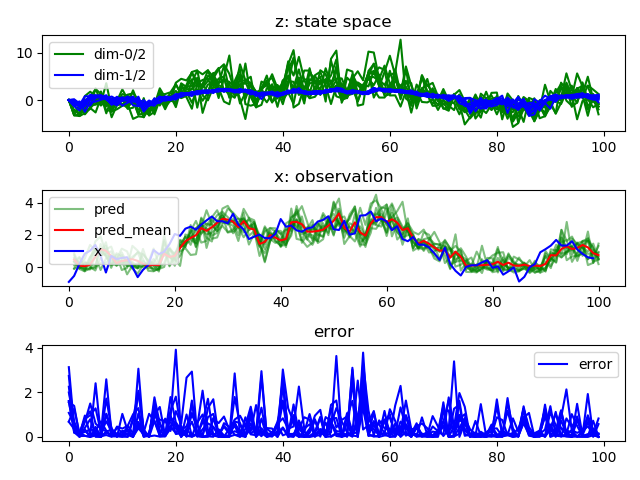 z: state space
10
0
dim-0/2
dim-1/2
0 20 40 60 80 100
x: observation
4
2
0
pred
pred_mean
x
0 20 40 60 80 100
error
4
2
0
error
0 20 40 60 80 100